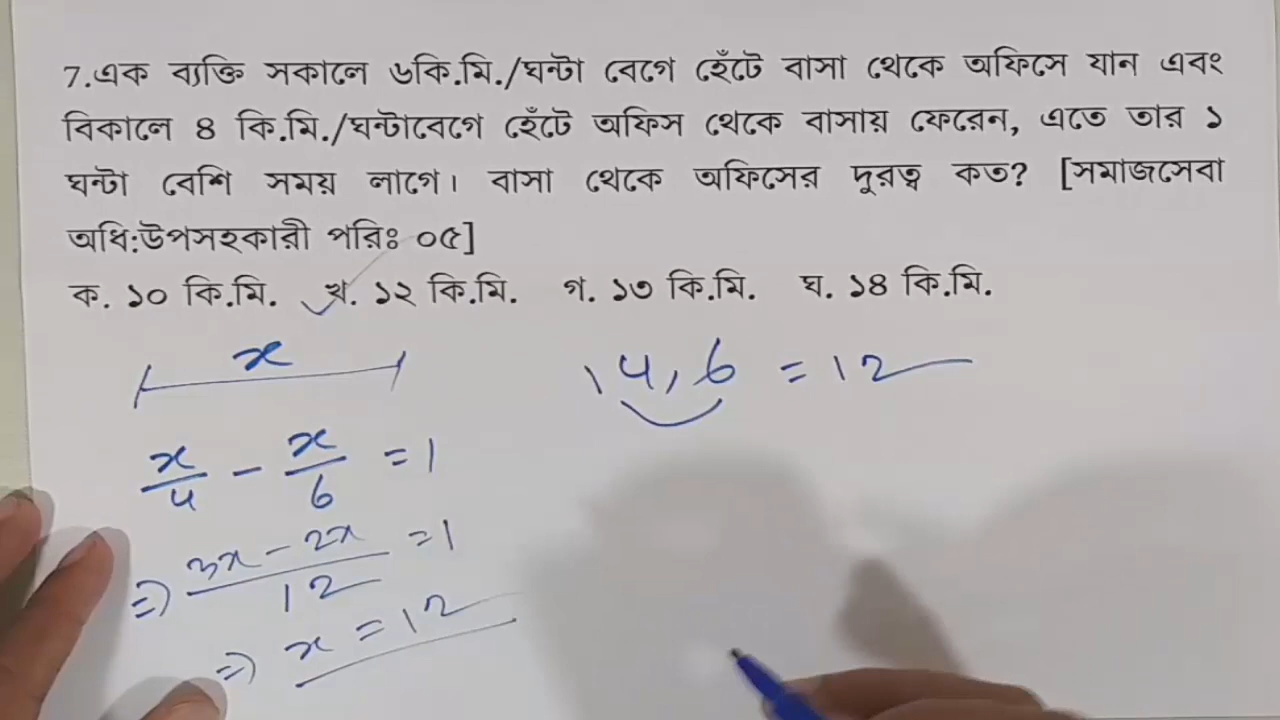 7.এক ব্যক্তি সকালে ৬কি.মি./ঘন্টা বেগে হেঁটে বাসা থেকে অফিসে যান এবং
বিকালে ৪ কি.মি./ঘন্টাবেগে হেঁটে অফিস থেকে বাসায় ফেরেন, এতে তার ১
ঘন্টা বেশি সময় লাগে। বাসা থেকে অফিসের দূরত্ব কত? [সমাজসেবা
অধি:উপসহকারী পরিঃ ০৫]
ক. ১০ কি.মি. খ. ১২ কি.মি. গ. ১৩ কি.মি. ঘ. ১৪ কি.মি.
x
4, 6 = 12
x/4 - x/6 = 1
=> 3x - 2x/12 = 1
=> x = 12